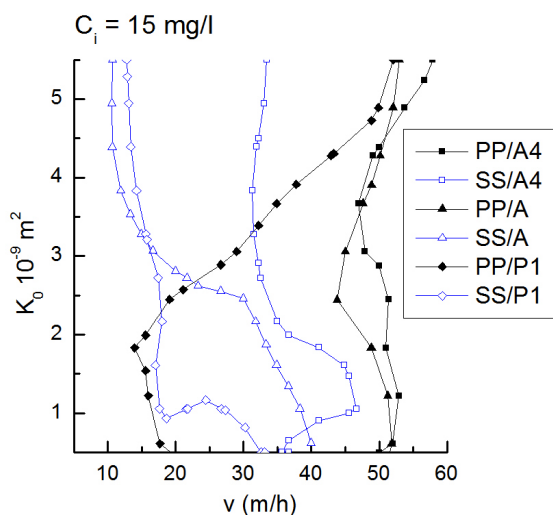 C_i = 15 mg/l
K_0 10^-9 m^2
5
4
3
2
1
10 20 30 40 50 60
v (m/h)
PP/A4
SS/A4
PP/A
SS/A
PP/P1
SS/P1